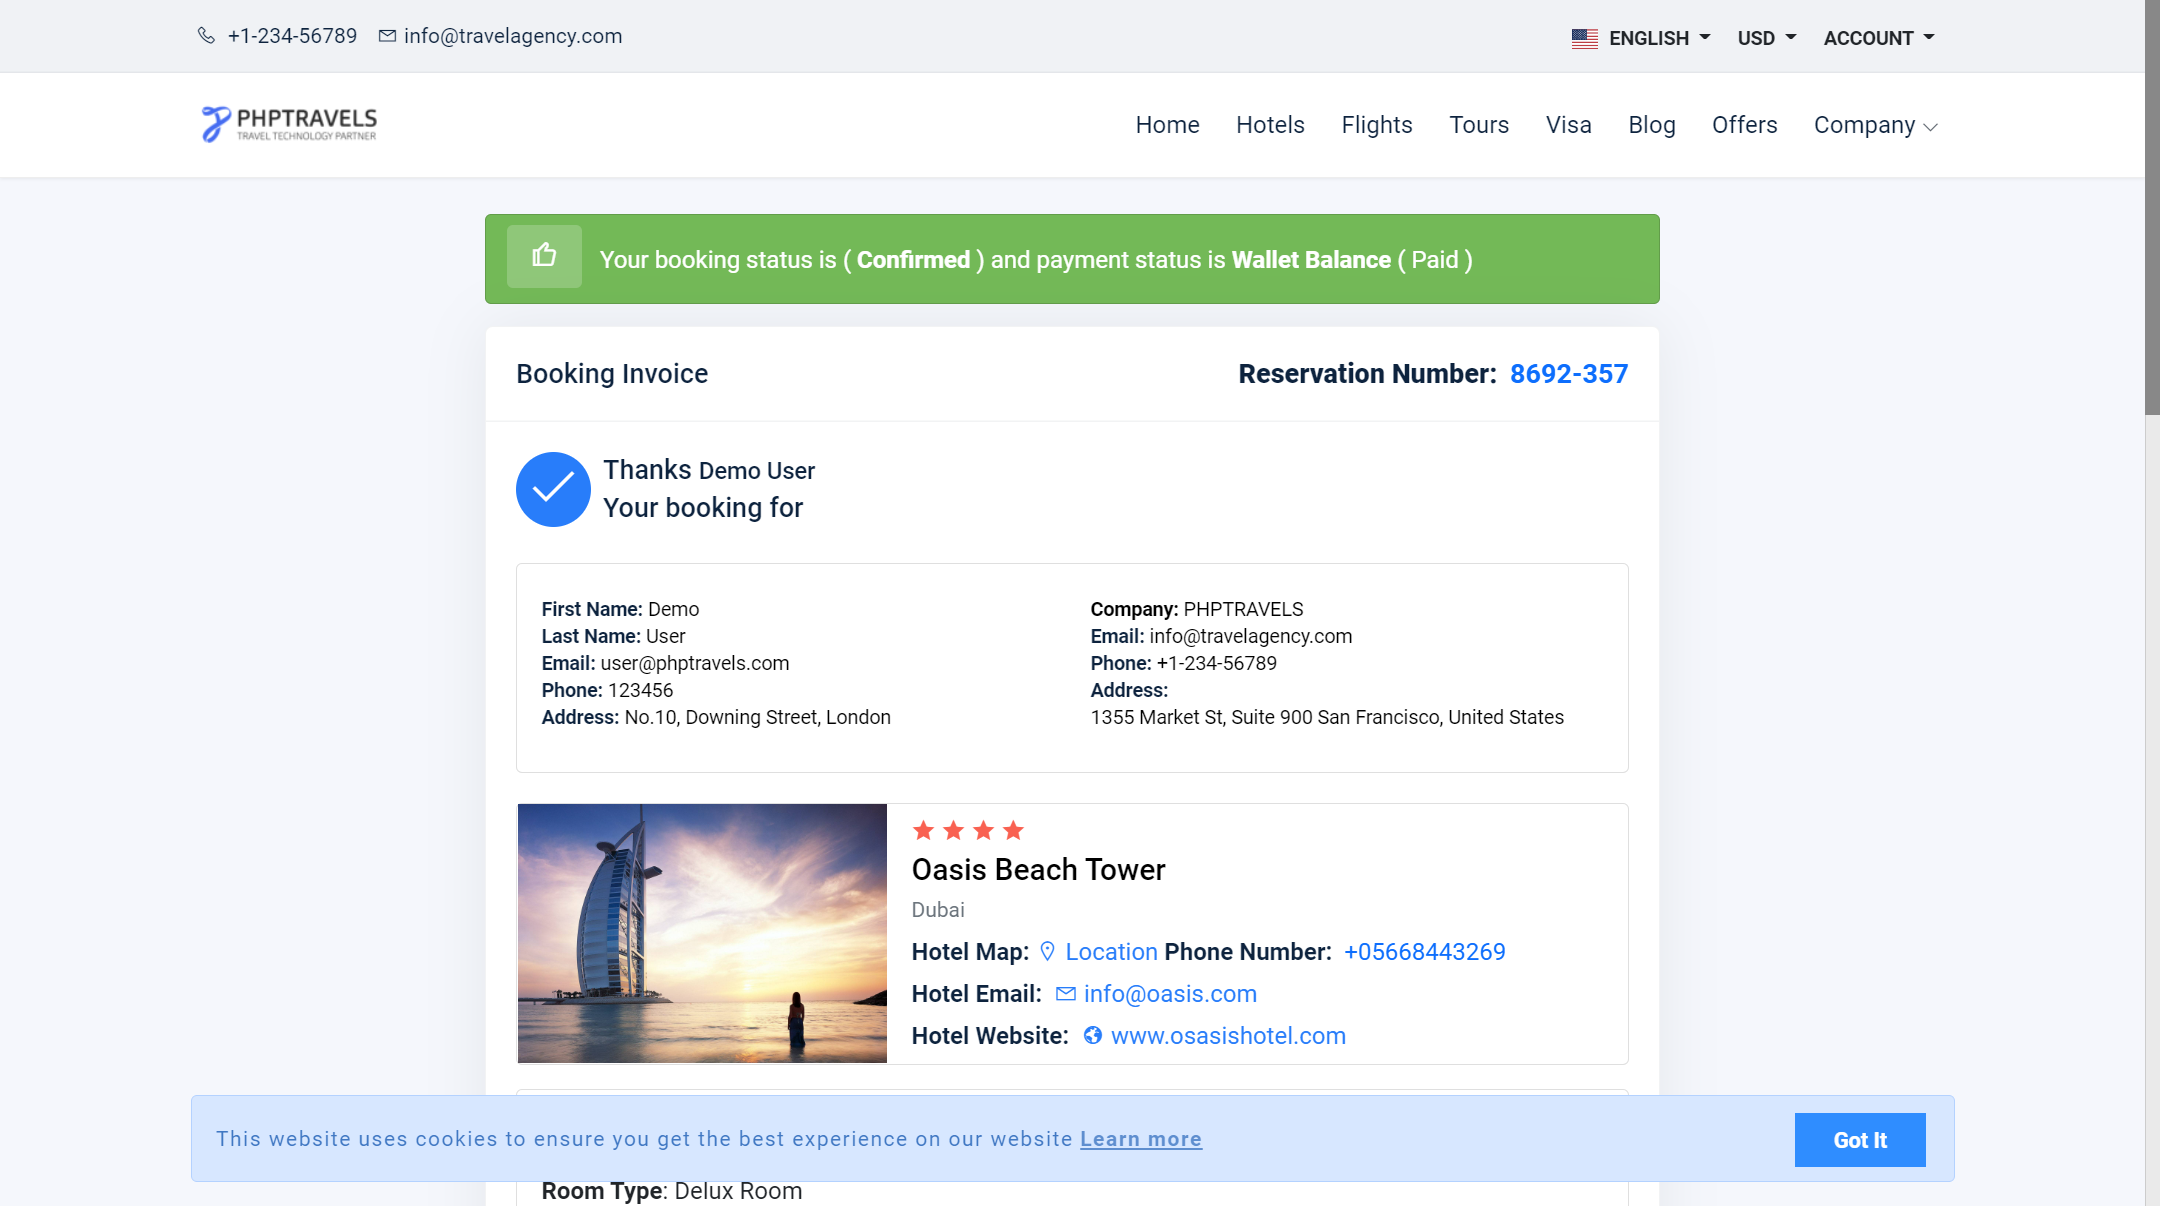 +1-234-56789 info@travelagency.com ENGLISH USD ACCOUNT
PHPTRAVELS
TRAVEL TECHNOLOGY PARTNER
Home Hotels Flights Tours Visa Blog Offers Company
Your booking status is ( Confirmed ) and payment status is Wallet Balance ( Paid )
Booking Invoice Reservation Number: 8692-357
Thanks Demo User
Your booking for
First Name: Demo
Last Name: User
Email: user@phptravels.com
Phone: 123456
Address: No.10, Downing Street, London
Company: PHPTRAVELS
Email: info@travelagency.com
Phone: +1-234-56789
Address:
1355 Market St, Suite 900 San Francisco, United States
Oasis Beach Tower
Dubai
Hotel Map: Location Phone Number: +05668443269
Hotel Email: info@oasis.com
Hotel Website: www.osasishotel.com
This website uses cookies to ensure you get the best experience on our website Learn more
Got It
Room Type: Delux Room